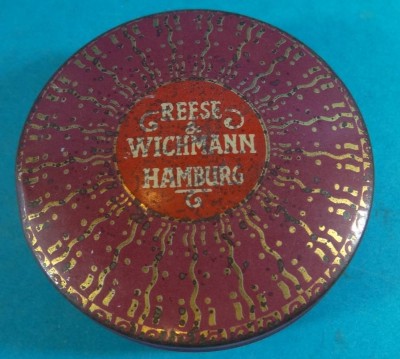 REESE
&
WICHMANN
HAMBURG